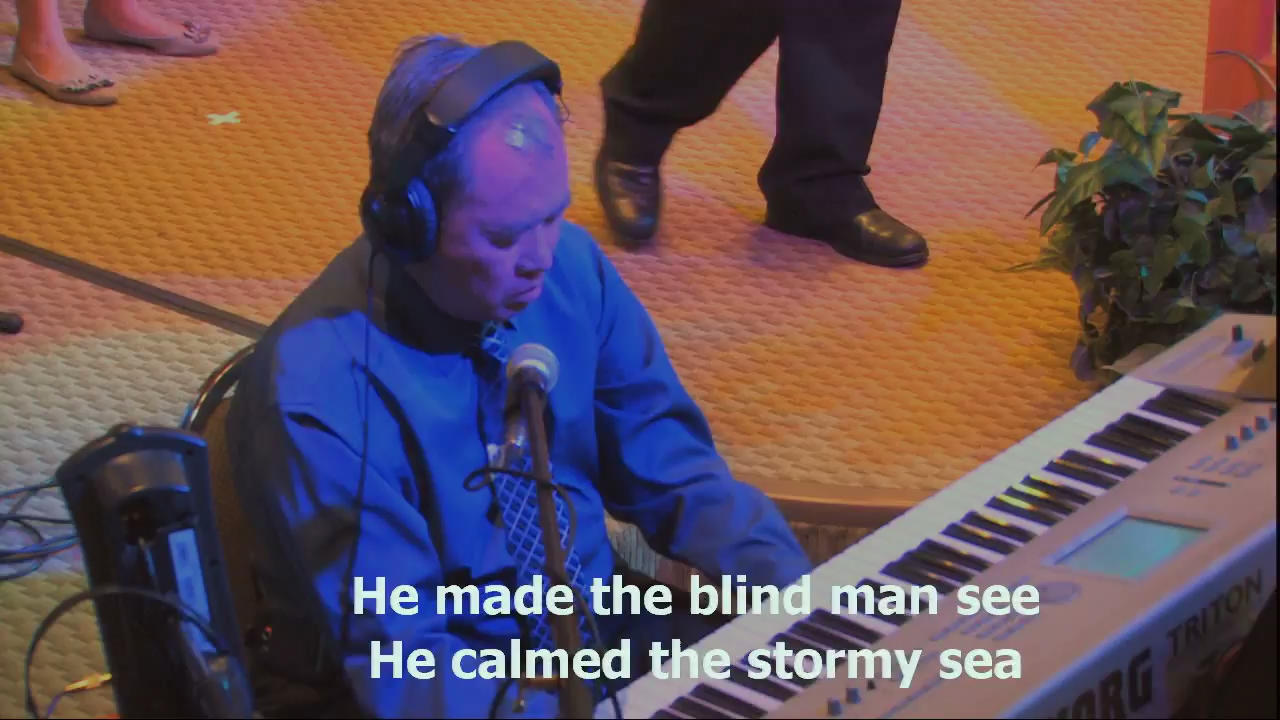 He made the blind man see
He calmed the stormy sea
TRITON
KORG